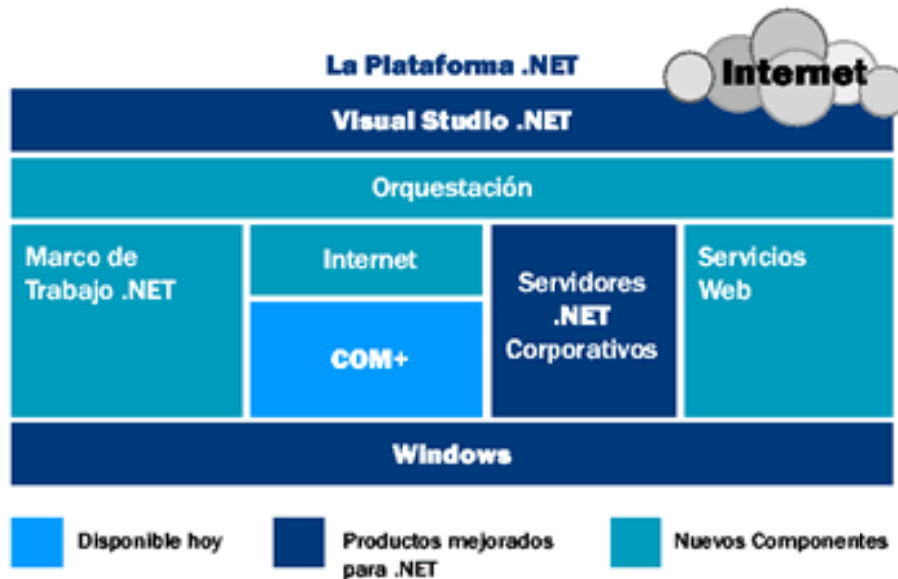 La Plataforma .NET
Internet
Visual Studio .NET
Orquestación
Marco de
Trabajo .NET
Internet
COM+
Servidores
.NET
Corporativos
Servicios
Web
Windows
Disponible hoy
Productos mejorados
para .NET
Nuevos Componentes